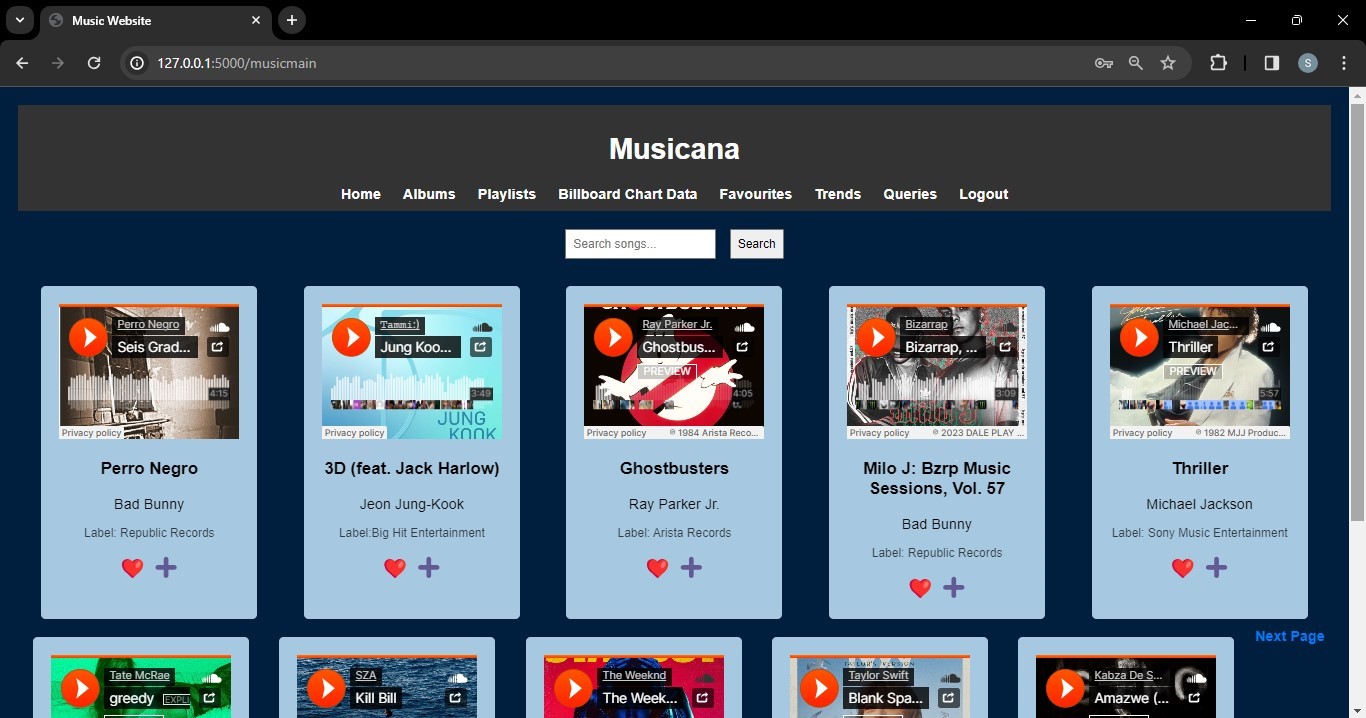 Music Website
127.0.0.1:5000/musicmain
S
Musicana
Home Albums Playlists Billboard Chart Data Favourites Trends Queries Logout
Search songs... Search
Perro Negro
Seis Grad...
4:15
Privacy policy
Perro Negro
Bad Bunny
Label: Republic Records
Tammi:)
Jung Koo...
3:49
JUNG
KOOK
Privacy policy
3D (feat. Jack Harlow)
Jeon Jung-Kook
Label:Big Hit Entertainment
Ray Parker Jr.
Ghostbus...
PREVIEW
4:05
Privacy policy ℗ 1984 Arista Reco...
Ghostbusters
Ray Parker Jr.
Label: Arista Records
Bizarrap
Bizarrap, ...
3:09
Privacy policy ℗ 2023 DALE PLAY ...
Milo J: Bzrp Music
Sessions, Vol. 57
Bad Bunny
Label: Republic Records
Michael Jac...
Thriller
PREVIEW
5:57
Privacy policy ℗ 1982 MJJ Produc...
Thriller
Michael Jackson
Label: Sony Music Entertainment
Next Page
Tate McRae
greedy EXPLI
SZA
Kill Bill
The Weeknd
The Week...
TAYLOR'S VERSION
Taylor Swift
Blank Spa...
Kabza De S...
Amazwe (...